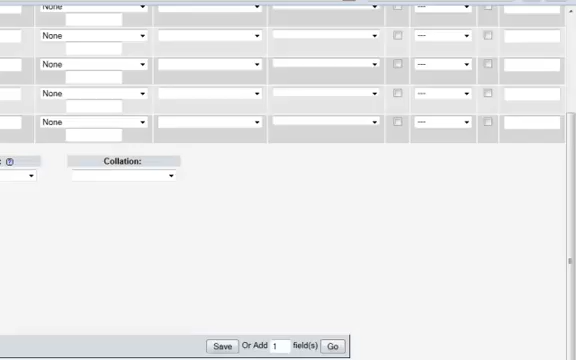 None
None ---
None ---
None ---
None ---
: Collation:
Save Or Add 1 field(s) Go